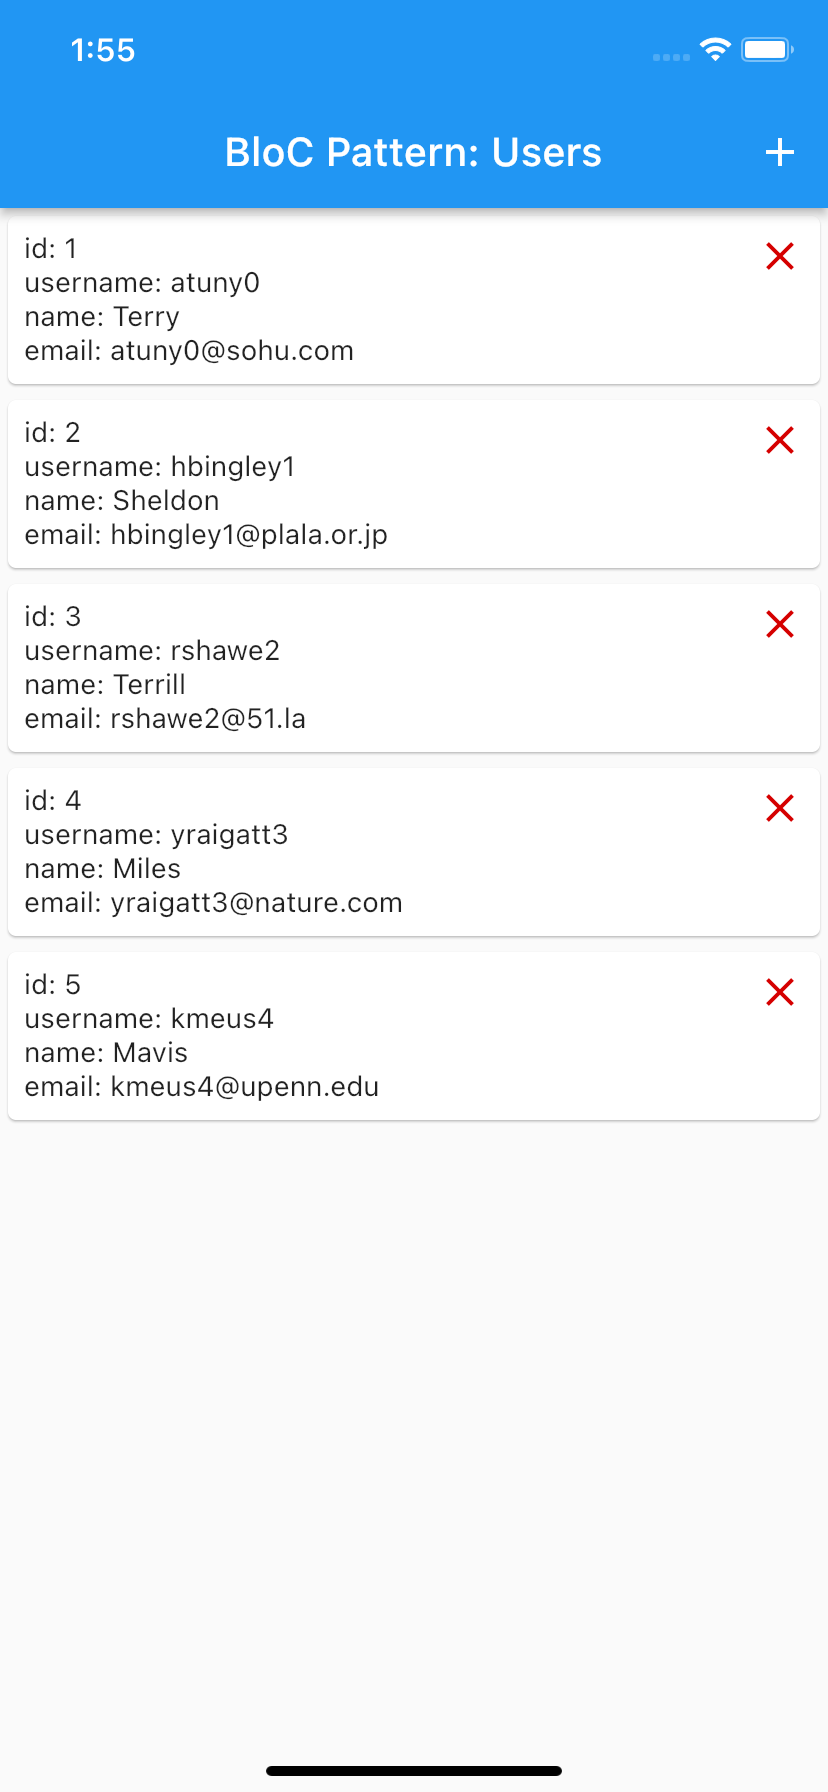 1:55
BloC Pattern: Users
id: 1
username: atuny0
name: Terry
email: atuny0@sohu.com
id: 2
username: hbingley1
name: Sheldon
email: hbingley1@plala.or.jp
id: 3
username: rshawe2
name: Terrill
email: rshawe2@51.la
id: 4
username: yraigatt3
name: Miles
email: yraigatt3@nature.com
id: 5
username: kmeus4
name: Mavis
email: kmeus4@upenn.edu